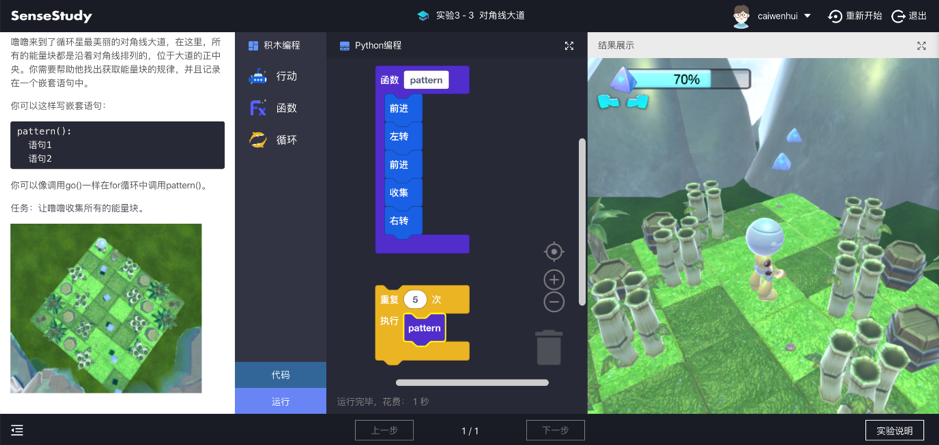 SenseStudy
实验3 - 3 对角线大道
caiwenhui
重新开始
退出
噜噜来到了循环星最美丽的对角线大道，在这里，所
有的能量块都是沿着对角线排列的，位于大道的正中
央。你需要帮助他找出获取能量块的规律，并且记录
在一个嵌套语句中。
你可以这样写嵌套语句：
pattern():
语句1
语句2
你可以像调用go()一样在for循环中调用pattern()。
任务：让噜噜收集所有的能量块。
积木编程
行动
函数
循环
代码
运行
Python编程
函数 pattern
前进
左转
前进
收集
右转
重复 5 次
执行 pattern
运行完毕，花费： 1 秒
结果展示
70%
上一步
1 / 1
下一步
实验说明